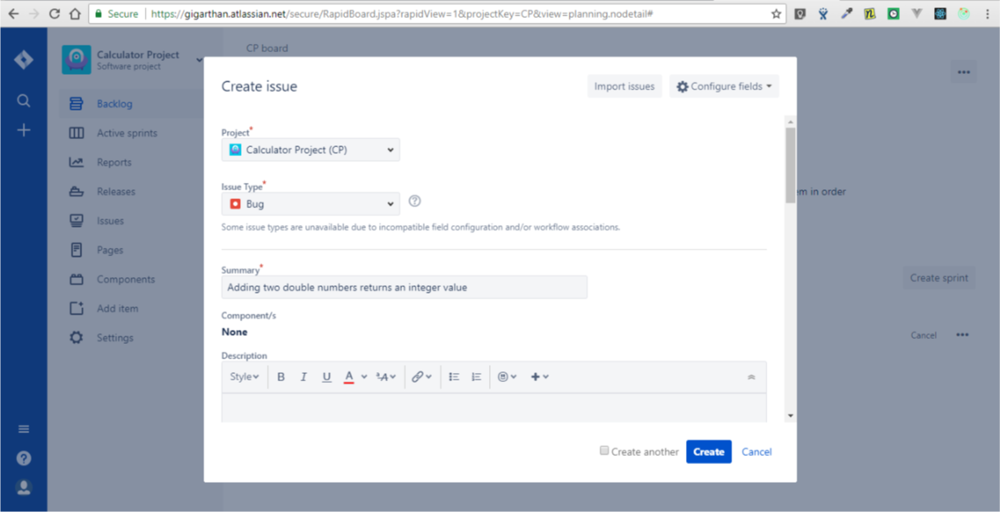 Secure https://gigarthan.atlassian.net/secure/RapidBoard.jspa?rapidView=1&projectKey=CP&view=planning.nodetail#
Calculator Project
Software project
Backlog
Active sprints
Reports
Releases
Issues
Pages
Components
Add item
Settings
CP board
Create issue
Import issues
Configure fields
Project*
Calculator Project (CP)
Issue Type*
Bug
Some issue types are unavailable due to incompatible field configuration and/or workflow associations.
Summary*
Adding two double numbers returns an integer value
Component/s
None
Description
Style B I U A ᵃA
Create another Create Cancel
em in order
Create sprint
Cancel